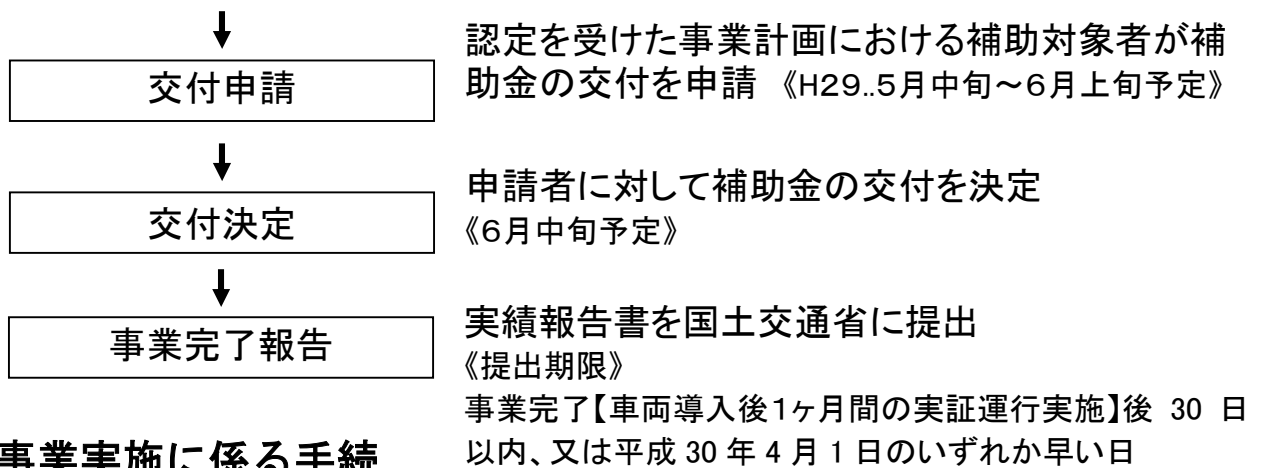 認定を受けた事業計画における補助対象者が補
交付申請
助金の交付を申請 《H29..5月中旬～6月上旬予定》
申請者に対して補助金の交付を決定
交付決定
《6月中旬予定》
実績報告書を国土交通省に提出
事業完了報告
《提出期限》
事業完了【車両導入後1ヶ月間の実証運行実施】後 30 日
以内、又は平成 30 年 4 月 1 日のいずれか早い日
事業実施に係る手続